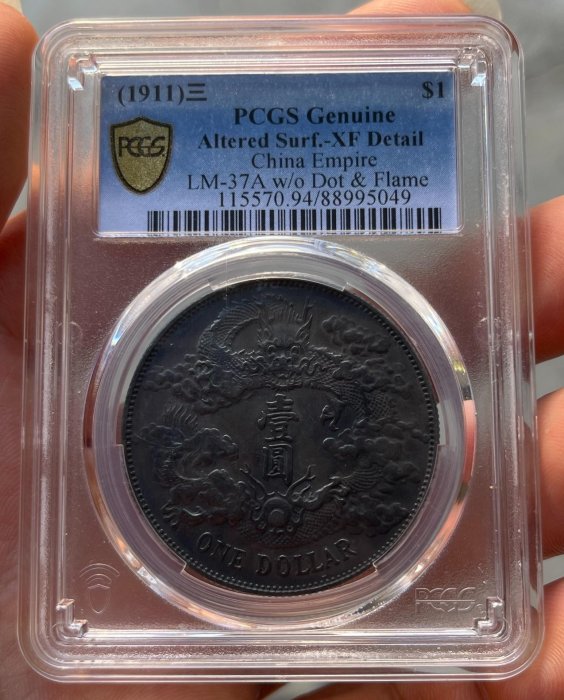 (1911)三 $1
PCGS Genuine
Altered Surf.-XF Detail
China Empire
LM-37A w/o Dot & Flame
115570.94/88995049
PCGS
壹
圓
ONE DOLLAR
PCGS